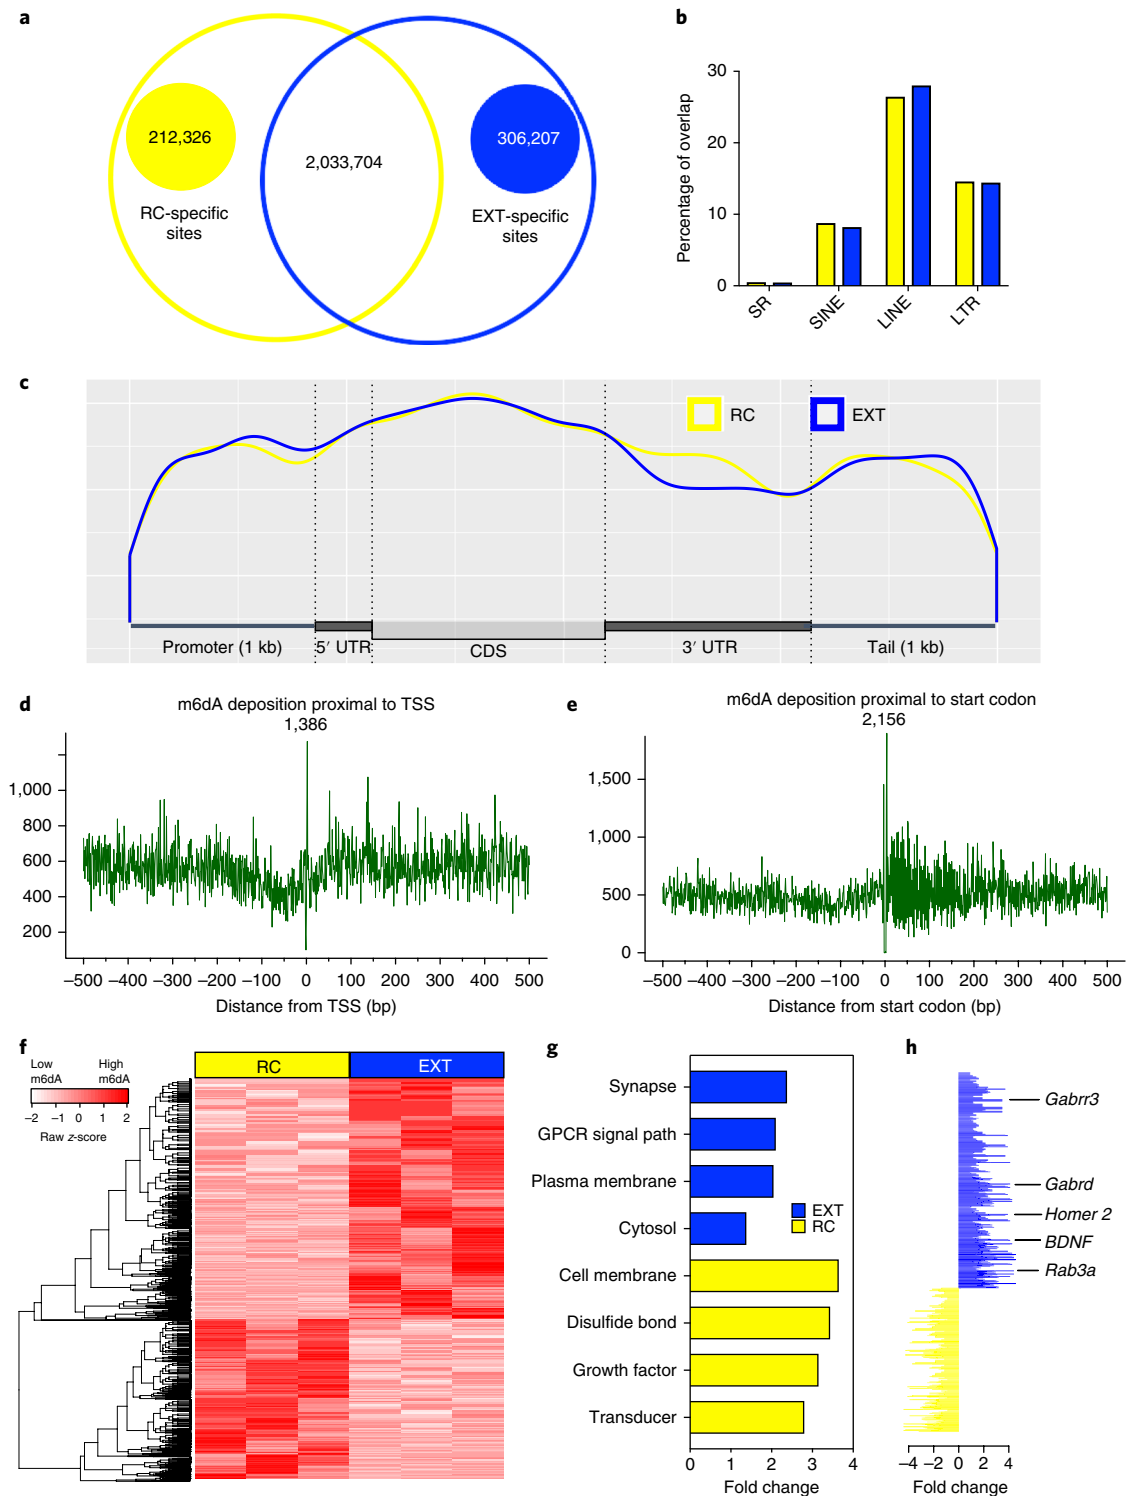 a
212,326
2,033,704
306,207
RC-specific
sites
EXT-specific
sites
b
Percentage of overlap
30
20
10
0
SR
SINE
LINE
LTR
c
RC
EXT
Promoter (1 kb)
5′ UTR
CDS
3′ UTR
Tail (1 kb)
d
m6dA deposition proximal to TSS
1,386
1,000
800
600
400
200
−500 −400 −300 −200 −100 0 100 200 300 400 500
Distance from TSS (bp)
e
m6dA deposition proximal to start codon
2,156
1,500
1,000
500
0
−500 −400 −300 −200 −100 0 100 200 300 400 500
Distance from start codon (bp)
f
Low
m6dA
High
m6dA
−2 −1 0 1 2
Raw z-score
RC
EXT
g
Synapse
GPCR signal path
Plasma membrane
Cytosol
Cell membrane
Disulfide bond
Growth factor
Transducer
EXT
RC
0 1 2 3 4
Fold change
h
Gabrr3
Gabrd
Homer 2
BDNF
Rab3a
−4 −2 0 2 4
Fold change